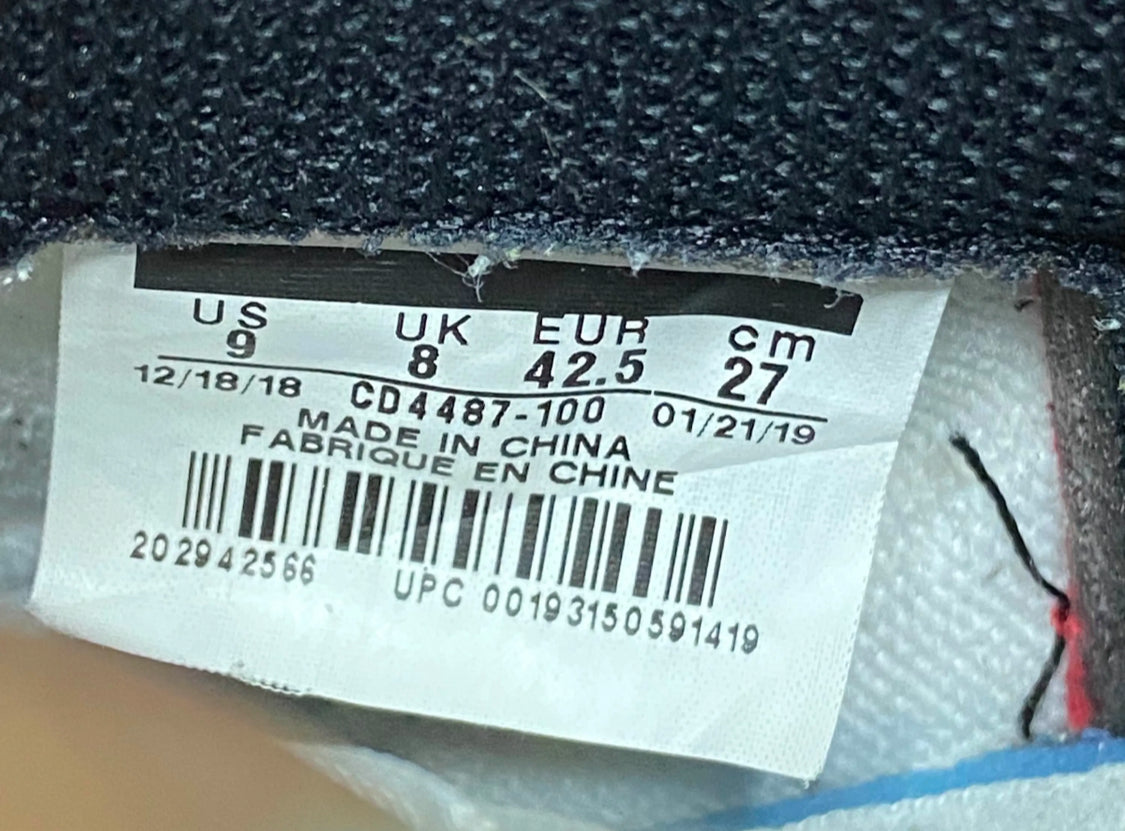 US UK EUR cm
9 8 42.5 27
12/18/18 CD4487-100 01/21/19
MADE IN CHINA
FABRIQUE EN CHINE
202942566 UPC 00193150591419